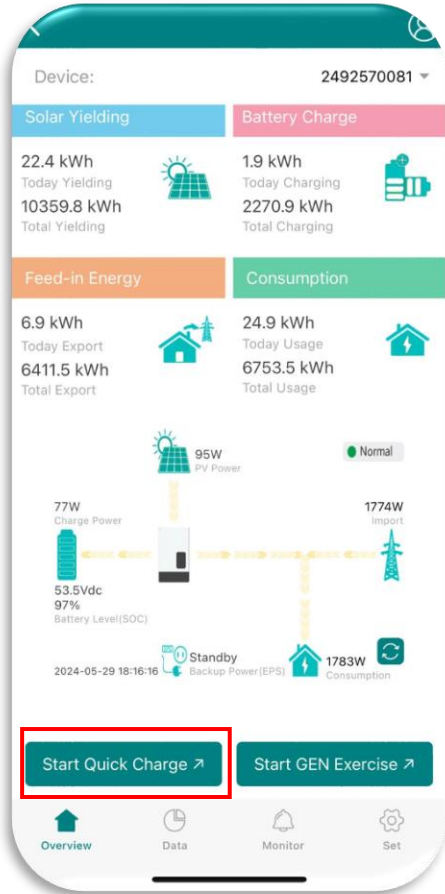 Device:
2492570081
Solar Yielding
Battery Charge
22.4 kWh
Today Yielding
10359.8 kWh
Total Yielding
1.9 kWh
Today Charging
2270.9 kWh
Total Charging
Feed-in Energy
Consumption
6.9 kWh
Today Export
6411.5 kWh
Total Export
24.9 kWh
Today Usage
6753.5 kWh
Total Usage
95W
PV Power
Normal
77W
Charge Power
1774W
Import
53.5Vdc
97%
Battery Level(SOC)
2024-05-29 18:16:16
Standby
Backup Power(EPS)
1783W
Consumption
Start Quick Charge ↗
Start GEN Exercise ↗
Overview
Data
Monitor
Set